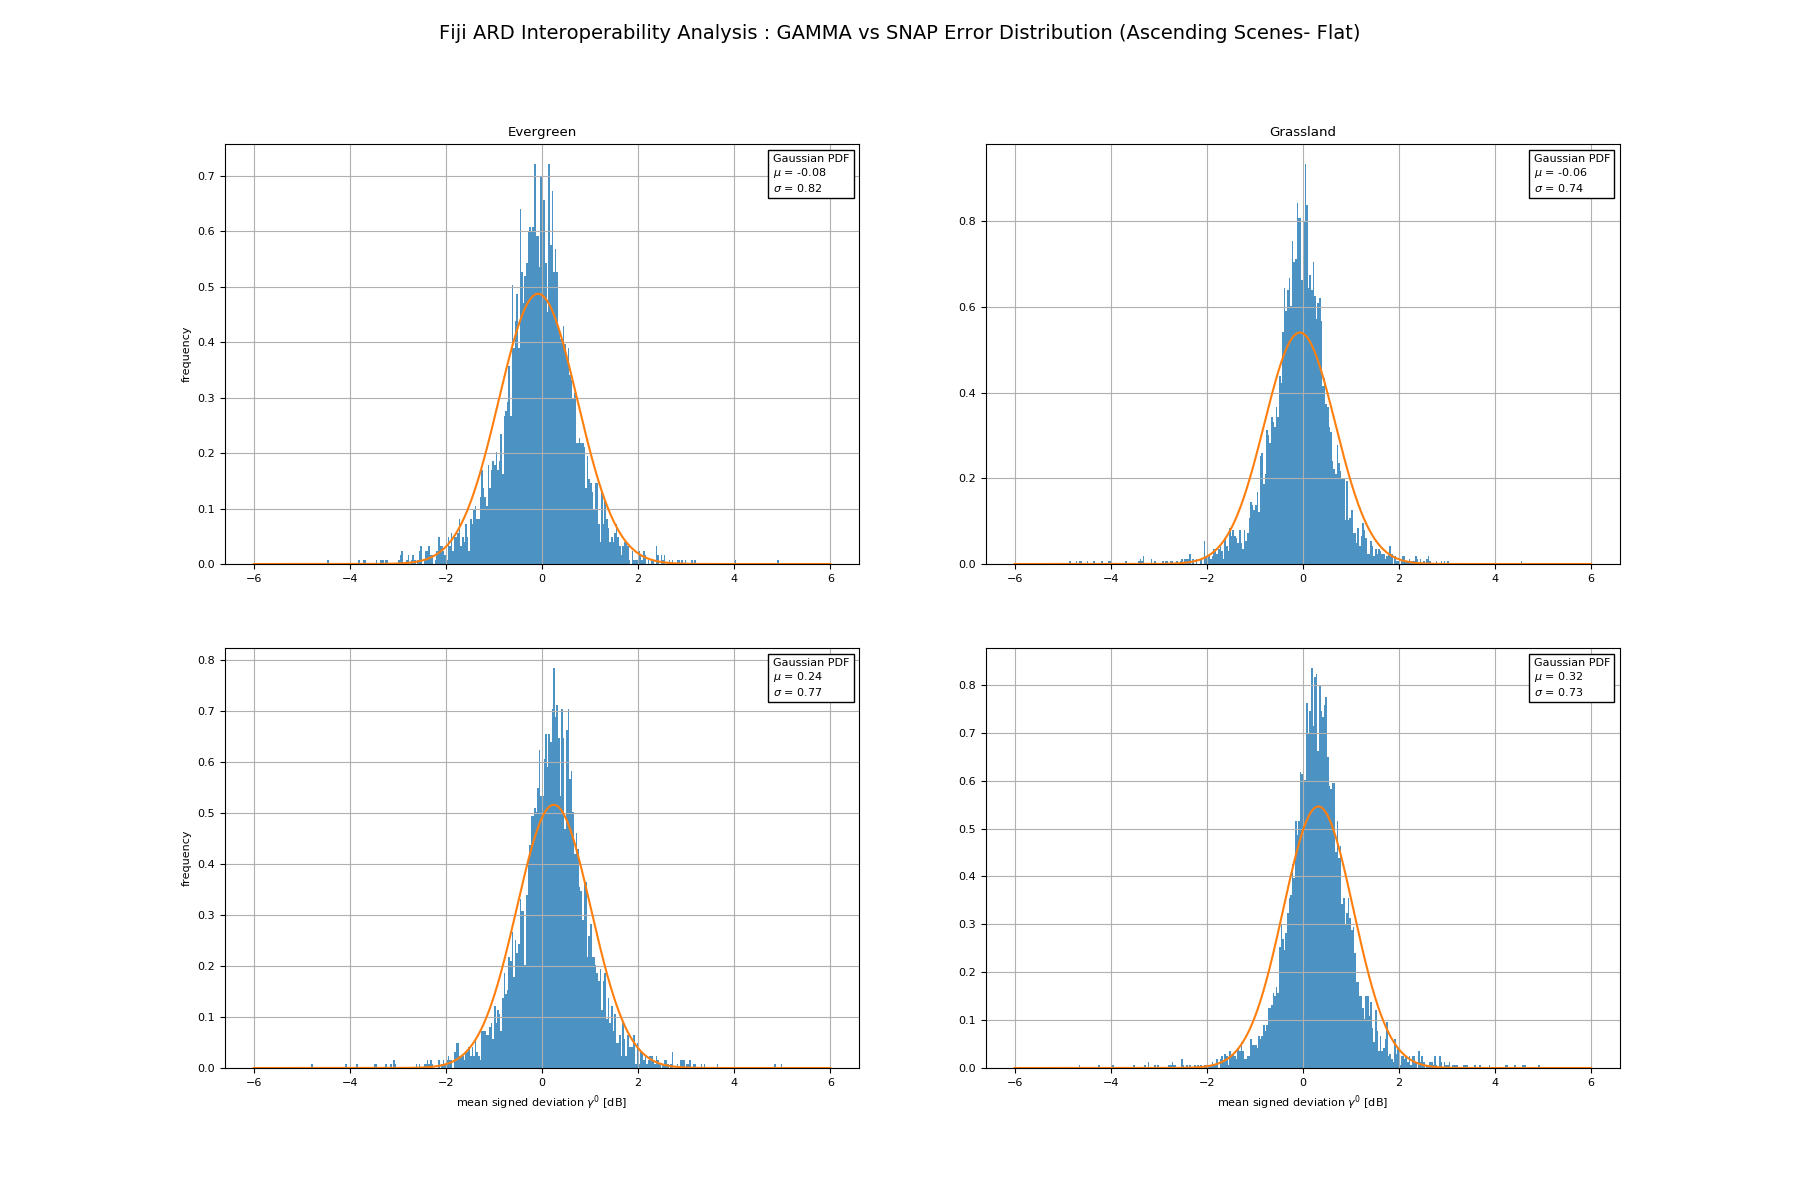 Fiji ARD Interoperability Analysis : GAMMA vs SNAP Error Distribution (Ascending Scenes- Flat)
Evergreen
frequency
0.7
0.6
0.5
0.4
0.3
0.2
0.1
0.0
−6 −4 −2 0 2 4 6
Gaussian PDF
μ = -0.08
σ = 0.82
Grassland
0.8
0.6
0.4
0.2
0.0
−6 −4 −2 0 2 4 6
Gaussian PDF
μ = -0.06
σ = 0.74
frequency
0.8
0.7
0.6
0.5
0.4
0.3
0.2
0.1
0.0
−6 −4 −2 0 2 4 6
mean signed deviation γ⁰ [dB]
Gaussian PDF
μ = 0.24
σ = 0.77
0.8
0.7
0.6
0.5
0.4
0.3
0.2
0.1
0.0
−6 −4 −2 0 2 4 6
mean signed deviation γ⁰ [dB]
Gaussian PDF
μ = 0.32
σ = 0.73